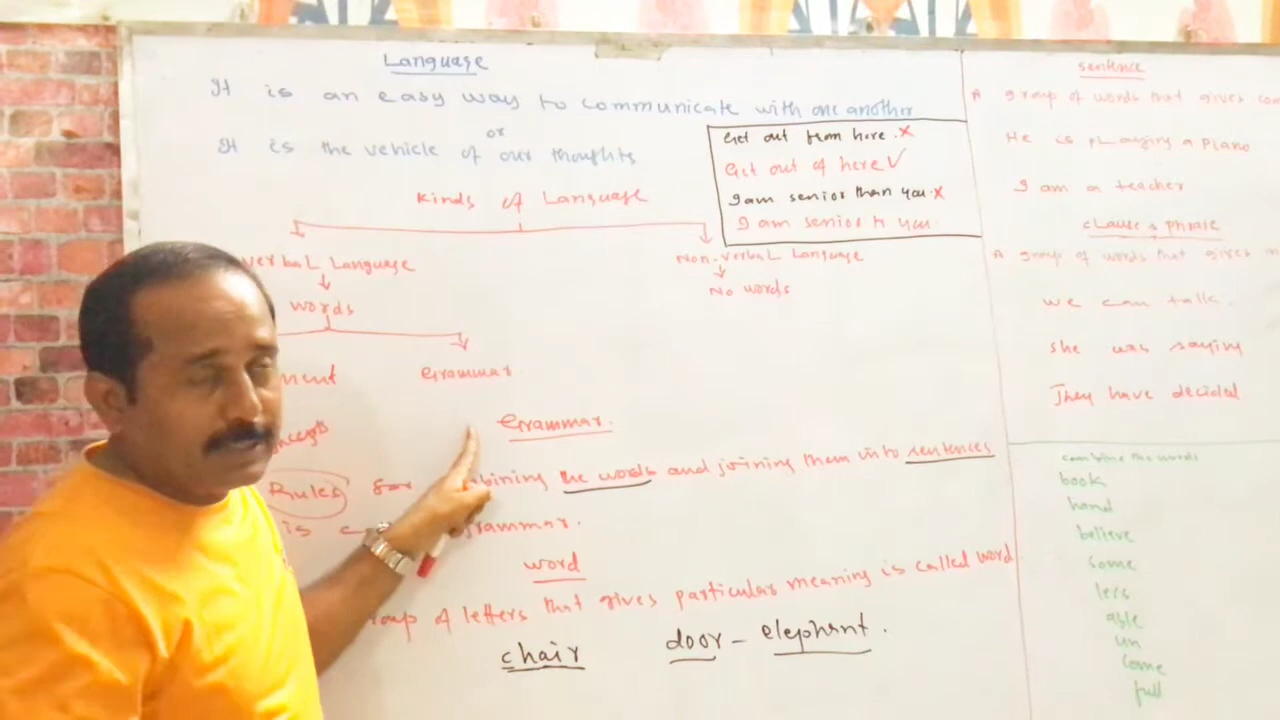 Language
It is an easy way to communicate with one another
or
It is the vehicle of our thoughts
Kinds of Language
verbal Language
words
Grammar
Non-verbal Language
No words
Get out from here. ×
Get out of here ✓
I am senior than you. ×
I am senior to you.
Grammar.
Rules for the words and joining them into sentences
is grammar.
word
of letters that gives particular meaning is called word
chair door - elephant.
sentence
A group of words that gives
He is playing a piano
I am a teacher
clause & phrase
A group of words that gives
we can talk.
She was saying
They have decided
combine the words
book
hand
believe
some
less
able
un
come
full